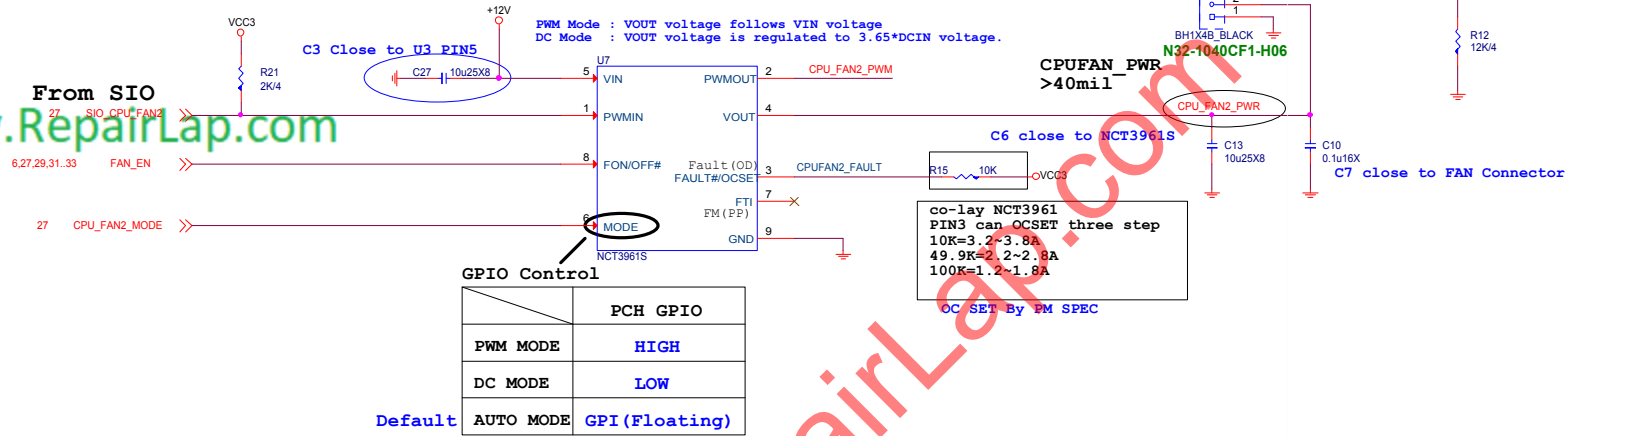 +12V
VCC3
PWM Mode : VOUT voltage follows VIN voltage
DC Mode : VOUT voltage is regulated to 3.65*DCIN voltage.
2
1
BH1X4B_BLACK
N32-1040CF1-H06
R12
12K/4
C3 Close to U3 PIN5
U7
C27
10u25X8
5
VIN
PWMOUT
2
CPU_FAN2_PWM
CPUFAN_PWR
>40mil
R21
2K/4
From SIO
27
SIO_CPU_FAN2
1
PWMIN
VOUT
4
CPU_FAN2_PWR
.RepairLap.com
C6 close to NCT3961S
C13
10u25X8
C10
0.1u16X
C7 close to FAN Connector
6,27,29,31..33
FAN_EN
8
FON/OFF#
Fault(OD)
FAULT#/OCSET
3
CPUFAN2_FAULT
R15
10K
VCC3
FTI
7
FM(PP)
27
CPU_FAN2_MODE
6
MODE
GND
9
NCT3961S
co-lay NCT3961
PIN3 can OCSET three step
10K=3.2~3.8A
49.9K=2.2~2.8A
100K=1.2~1.8A
OC SET By PM SPEC
GPIO Control
PCH GPIO
PWM MODE HIGH
DC MODE LOW
Default AUTO MODE GPI(Floating)
airLap.com